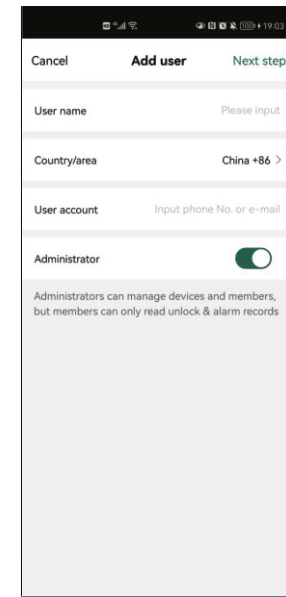 19:03
Cancel Add user Next step
User name Please input
Country/area China +86 >
User account Input phone No. or e-mail
Administrator
Administrators can manage devices and members,
but members can only read unlock & alarm records